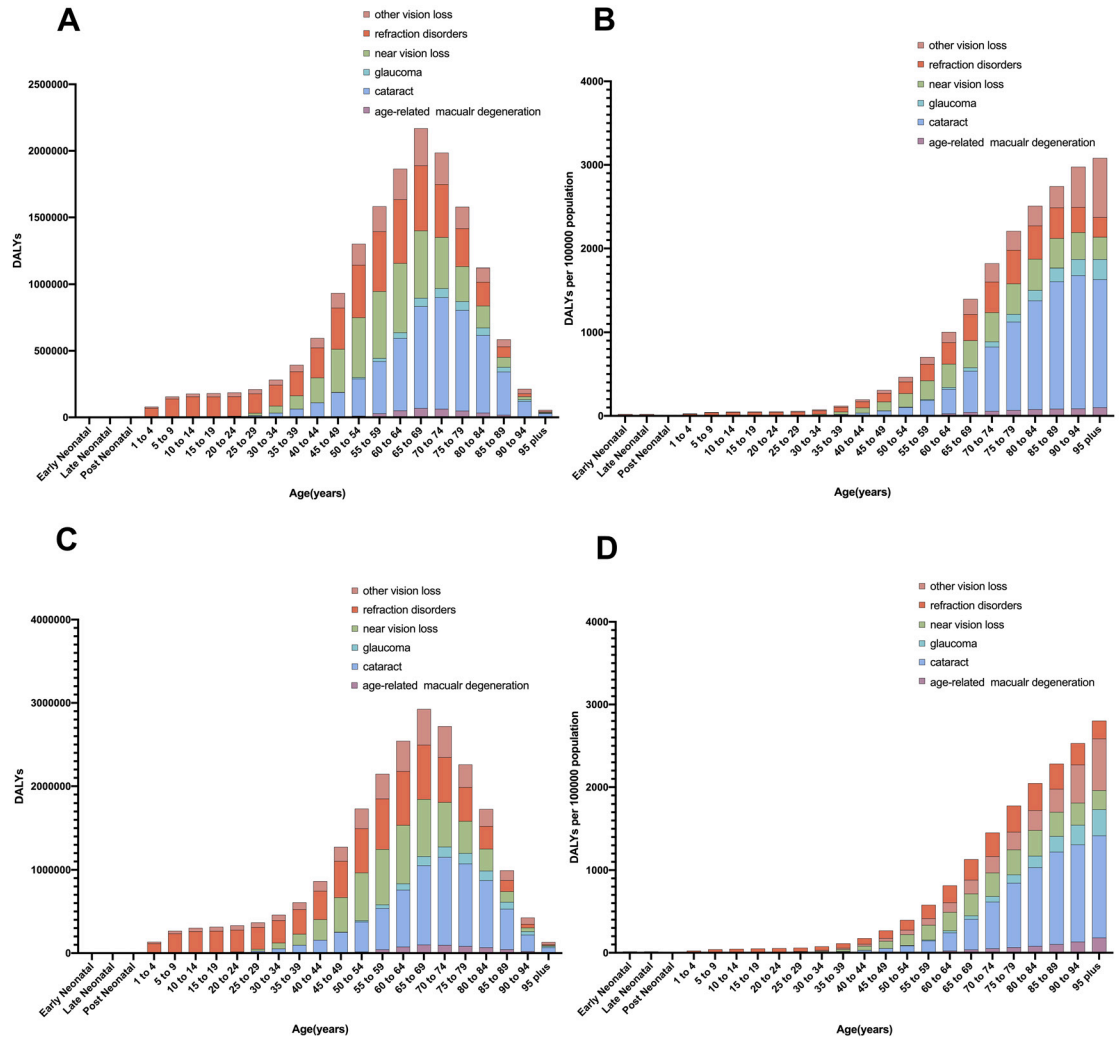 A
other vision loss
refraction disorders
near vision loss
glaucoma
cataract
age-related macualr degeneration
2500000
2000000
1500000
1000000
500000
0
DALYs
Early Neonatal
Late Neonatal
Post Neonatal
1 to 4
5 to 9
10 to 14
15 to 19
20 to 24
25 to 29
30 to 34
35 to 39
40 to 44
45 to 49
50 to 54
55 to 59
60 to 64
65 to 69
70 to 74
75 to 79
80 to 84
85 to 89
90 to 94
95 plus
Age(years)
B
other vision loss
refraction disorders
near vision loss
glaucoma
cataract
age-related macualr degeneration
4000
3000
2000
1000
0
DALYs per 100000 population
Early Neonatal
Late Neonatal
Post Neonatal
1 to 4
5 to 9
10 to 14
15 to 19
20 to 24
25 to 29
30 to 34
35 to 39
40 to 44
45 to 49
50 to 54
55 to 59
60 to 64
65 to 69
70 to 74
75 to 79
80 to 84
85 to 89
90 to 94
95 plus
Age(years)
C
other vision loss
refraction disorders
near vision loss
glaucoma
cataract
age-related macualr degeneration
4000000
3000000
2000000
1000000
0
DALYs
Early Neonatal
Late Neonatal
Post Neonatal
1 to 4
5 to 9
10 to 14
15 to 19
20 to 24
25 to 29
30 to 34
35 to 39
40 to 44
45 to 49
50 to 54
55 to 59
60 to 64
65 to 69
70 to 74
75 to 79
80 to 84
85 to 89
90 to 94
95 plus
Age(years)
D
other vision loss
refraction disorders
near vision loss
glaucoma
cataract
age-related macualr degeneration
4000
3000
2000
1000
0
DALYs per 100000 population
Early Neonatal
Late Neonatal
Post Neonatal
1 to 4
5 to 9
10 to 14
15 to 19
20 to 24
25 to 29
30 to 34
35 to 39
40 to 44
45 to 49
50 to 54
55 to 59
60 to 64
65 to 69
70 to 74
75 to 79
80 to 84
85 to 89
90 to 94
95 plus
Age(years)